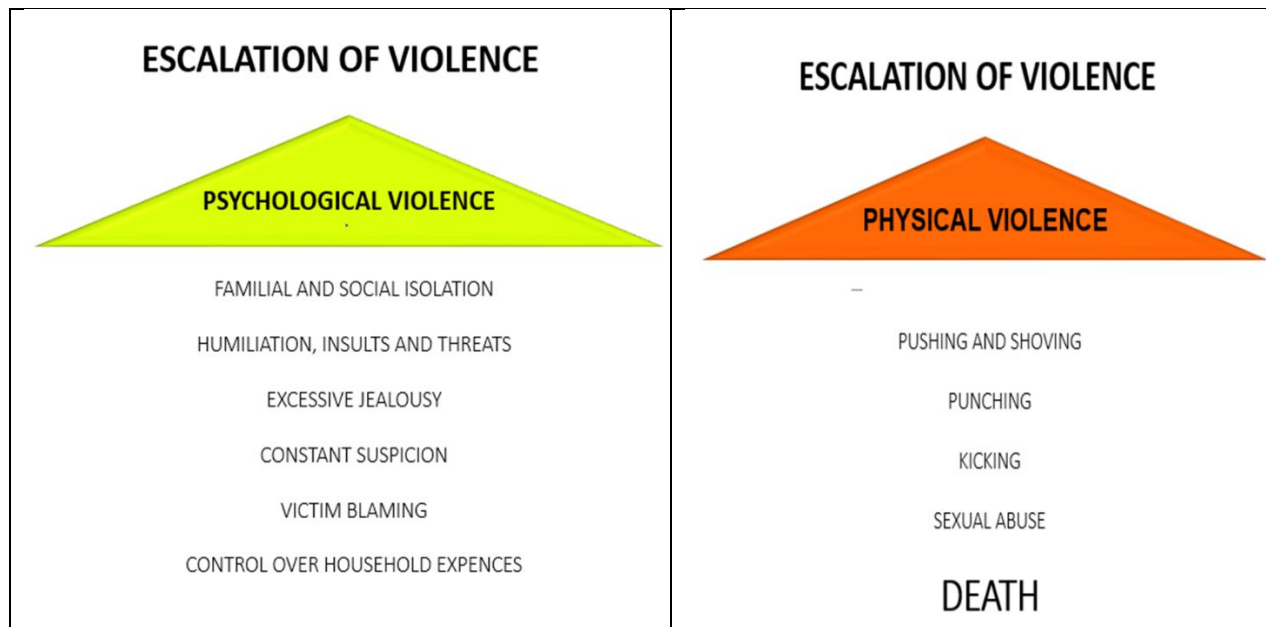 ESCALATION OF VIOLENCE
PSYCHOLOGICAL VIOLENCE
FAMILIAL AND SOCIAL ISOLATION
HUMILIATION, INSULTS AND THREATS
EXCESSIVE JEALOUSY
CONSTANT SUSPICION
VICTIM BLAMING
CONTROL OVER HOUSEHOLD EXPENCES
ESCALATION OF VIOLENCE
PHYSICAL VIOLENCE
PUSHING AND SHOVING
PUNCHING
KICKING
SEXUAL ABUSE
DEATH